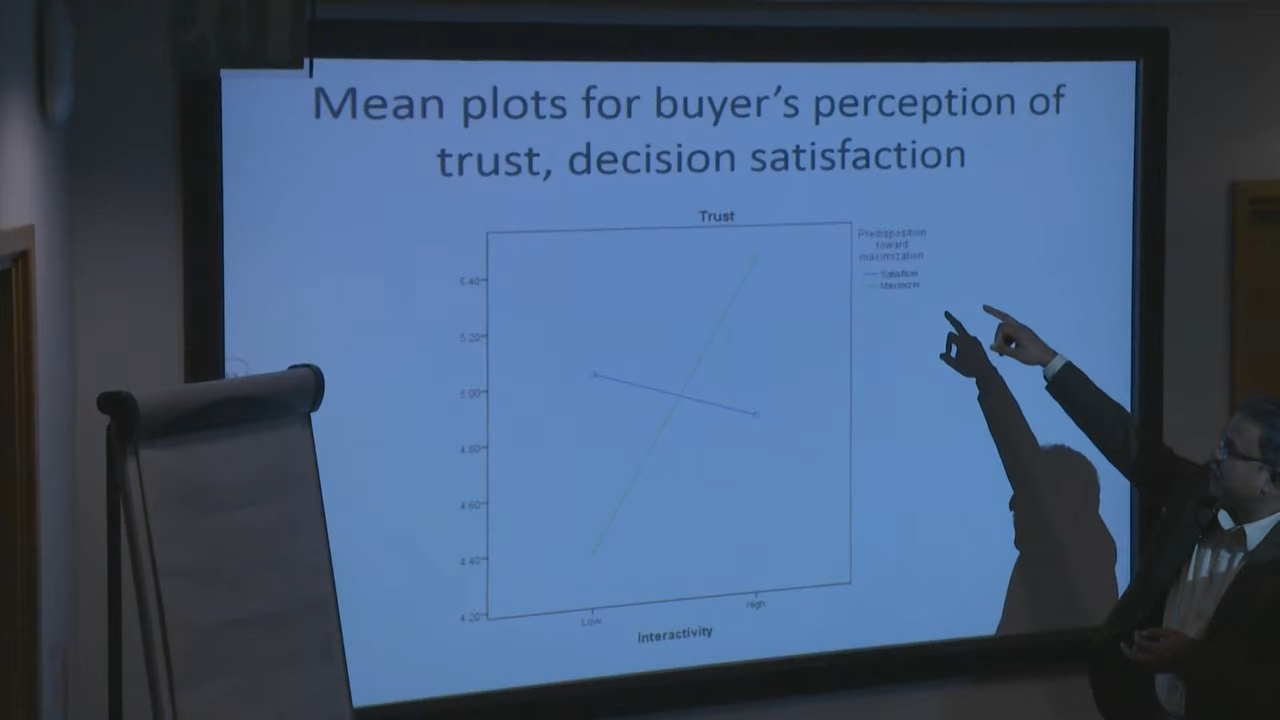 Mean plots for buyer's perception of
trust, decision satisfaction
Trust
Predisposition
toward
maximization
Satisficer
Maximizer
5.40
5.20
5.00
4.80
4.60
4.40
4.20
Low
High
Interactivity